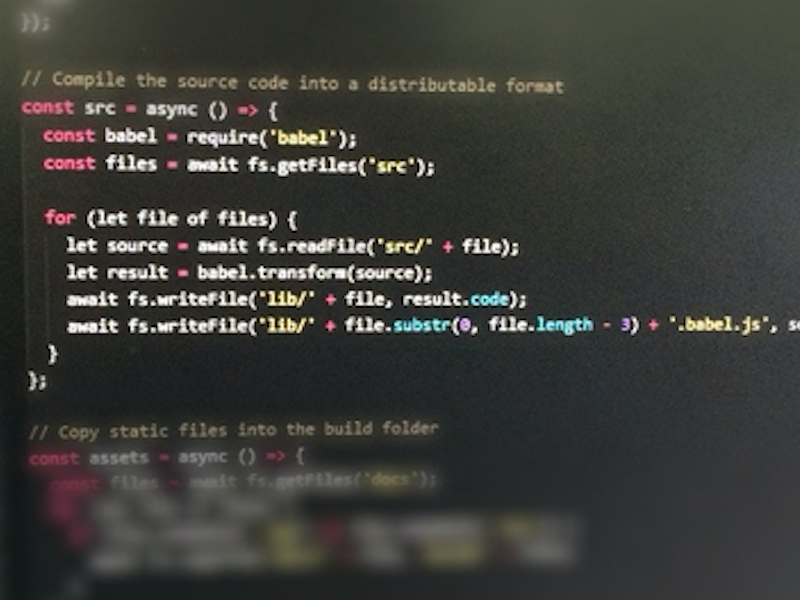 });
// Compile the source code into a distributable format
const src = async () => {
const babel = require('babel');
const files = await fs.getFiles('src');
for (let file of files) {
let source = await fs.readFile('src/' + file);
let result = babel.transform(source);
await fs.writeFile('lib/' + file, result.code);
await fs.writeFile('lib/' + file.substr(0, file.length - 3) + '.babel.js',
}
};
// Copy static files into the build folder
const assets = async () => {
const files = await fs.getFiles('docs');